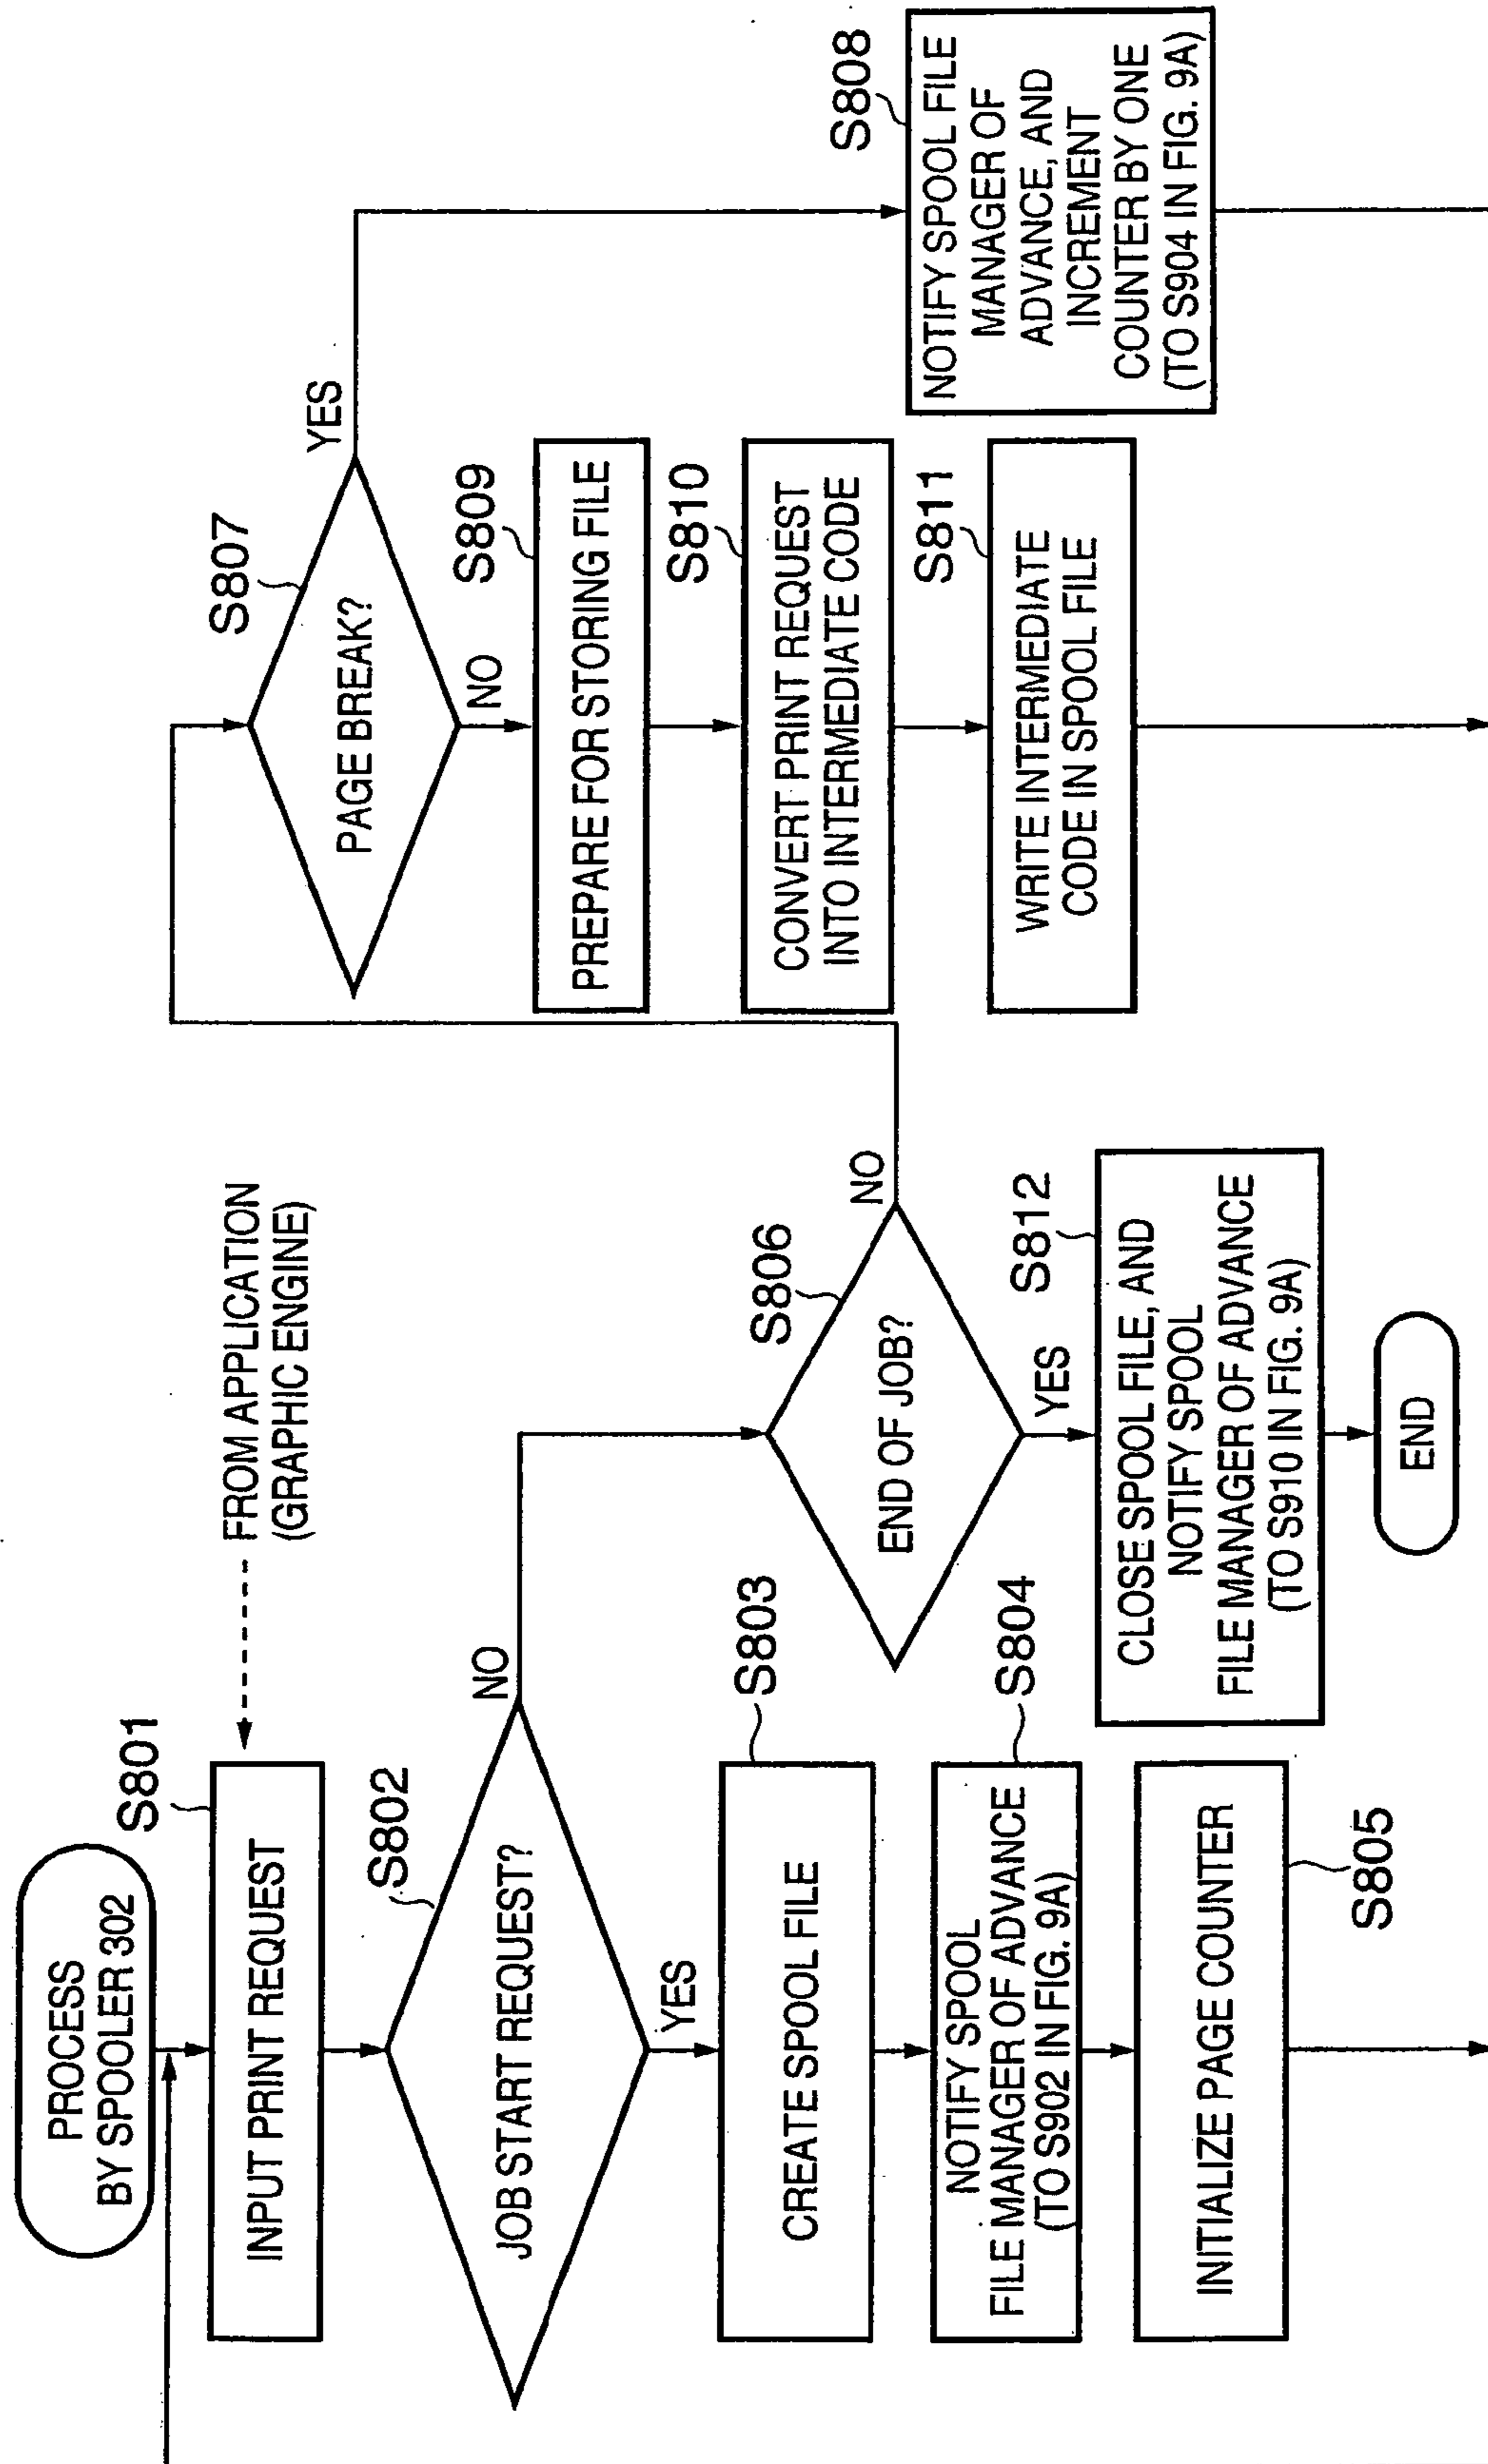 PROCESS
BY SPOOLER 302
S801
INPUT PRINT REQUEST
FROM APPLICATION
(GRAPHIC ENGINE)
S802
JOB START REQUEST?
NO
YES
S803
CREATE SPOOL FILE
S804
NOTIFY SPOOL
FILE MANAGER OF ADVANCE
(TO S902 IN FIG. 9A)
INITIALIZE PAGE COUNTER
S805
S806
END OF JOB?
NO
YES
S812
CLOSE SPOOL FILE, AND
NOTIFY SPOOL
FILE MANAGER OF ADVANCE
(TO S910 IN FIG. 9A)
END
S807
PAGE BREAK?
YES
NO
S809
PREPARE FOR STORING FILE
S810
CONVERT PRINT REQUEST
INTO INTERMEDIATE CODE
S811
WRITE INTERMEDIATE
CODE IN SPOOL FILE
S808
NOTIFY SPOOL FILE
MANAGER OF
ADVANCE, AND
INCREMENT
COUNTER BY ONE
(TO S904 IN FIG. 9A)